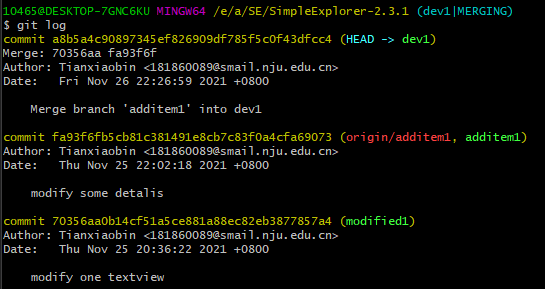 10465@DESKTOP-7GNC6KU MINGW64 /e/a/SE/SimpleExplorer-2.3.1 (dev1|MERGING)
$ git log
commit a8b5a4c90897345ef826909df785f5c0f43dfcc4 (HEAD -> dev1)
Merge: 70356aa fa93f6f
Author: Tianxiaobin <181860089@smail.nju.edu.cn>
Date:   Fri Nov 26 22:26:59 2021 +0800
Merge branch 'additem1' into dev1
commit fa93f6fb5cb81c381491e8cb7c83f0a4cfa69073 (origin/additem1, additem1)
Author: Tianxiaobin <181860089@smail.nju.edu.cn>
Date:   Thu Nov 25 22:02:18 2021 +0800
modify some detalis
commit 70356aa0b14cf51a5ce881a88ec82eb3877857a4 (modified1)
Author: Tianxiaobin <181860089@smail.nju.edu.cn>
Date:   Thu Nov 25 20:36:22 2021 +0800
modify one textview